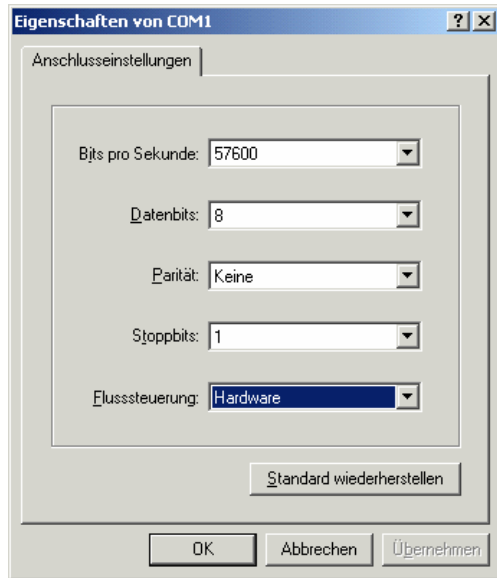 Eigenschaften von COM1
Anschlusseinstellungen
Bits pro Sekunde: 57600
Datenbits: 8
Parität: Keine
Stoppbits: 1
Flusssteuerung: Hardware
Standard wiederherstellen
OK Abbrechen Übernehmen